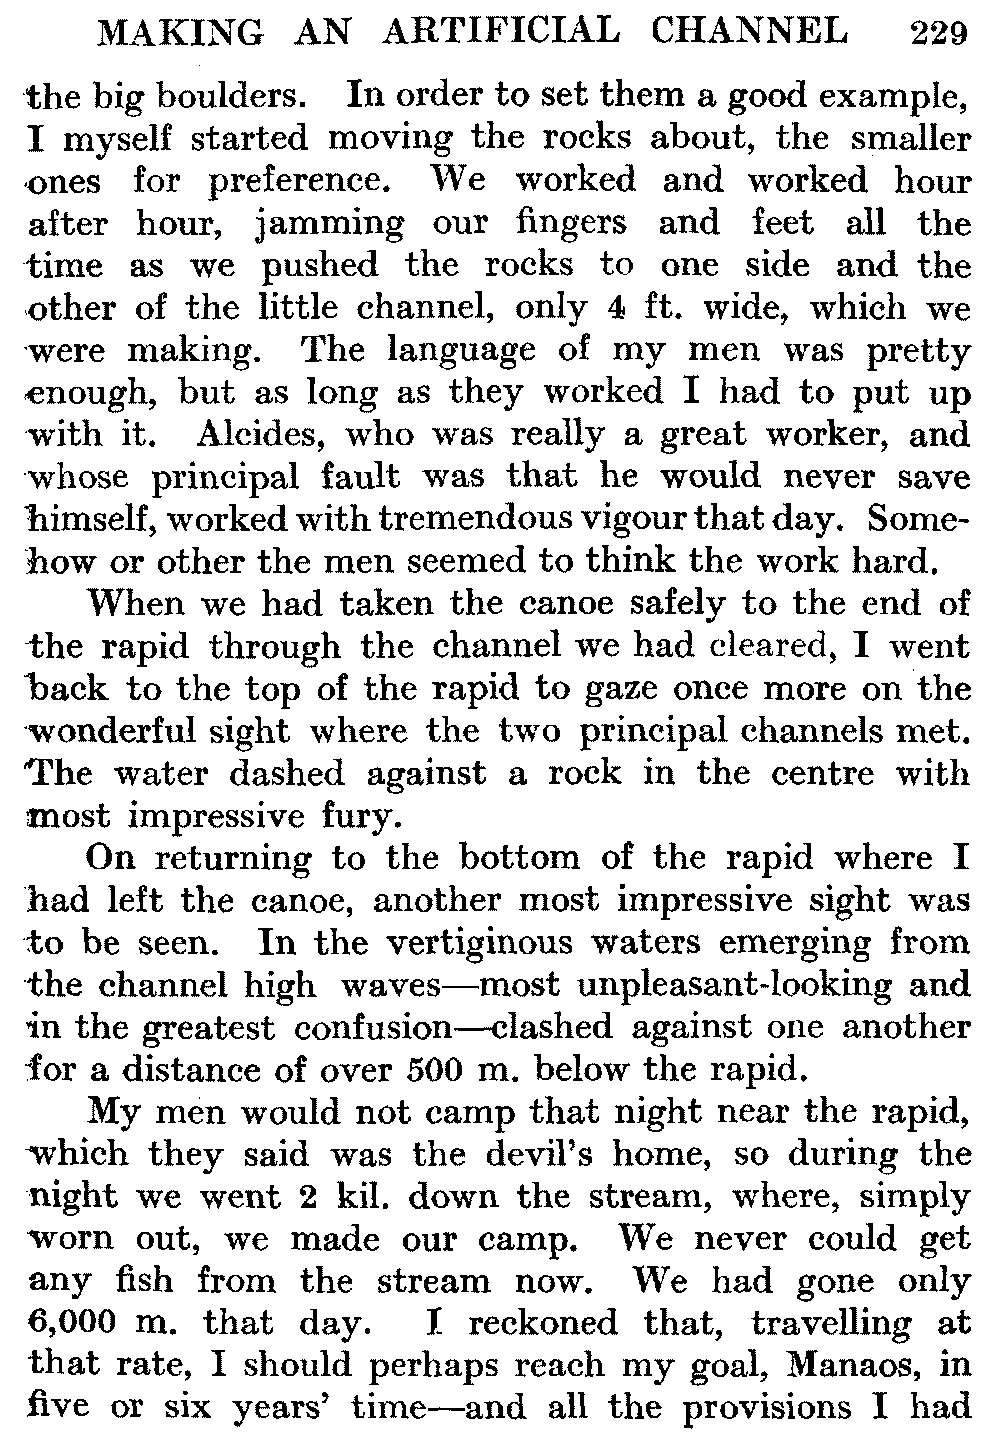 MAKING AN ARTIFICIAL CHANNEL 229
the big boulders. In order to set them a good example,
I myself started moving the rocks about, the smaller
ones for preference. We worked and worked hour
after hour, jamming our fingers and feet all the
time as we pushed the rocks to one side and the
other of the little channel, only 4 ft. wide, which we
were making. The language of my men was pretty
enough, but as long as they worked I had to put up
with it. Alcides, who was really a great worker, and
whose principal fault was that he would never save
himself, worked with tremendous vigour that day. Some-
how or other the men seemed to think the work hard.
When we had taken the canoe safely to the end of
the rapid through the channel we had cleared, I went
back to the top of the rapid to gaze once more on the
wonderful sight where the two principal channels met.
The water dashed against a rock in the centre with
most impressive fury.
On returning to the bottom of the rapid where I
had left the canoe, another most impressive sight was
to be seen. In the vertiginous waters emerging from
the channel high waves—most unpleasant-looking and
in the greatest confusion—clashed against one another
for a distance of over 500 m. below the rapid.
My men would not camp that night near the rapid,
which they said was the devil's home, so during the
night we went 2 kil. down the stream, where, simply
worn out, we made our camp. We never could get
any fish from the stream now. We had gone only
6,000 m. that day. I reckoned that, travelling at
that rate, I should perhaps reach my goal, Manaos, in
five or six years' time—and all the provisions I had